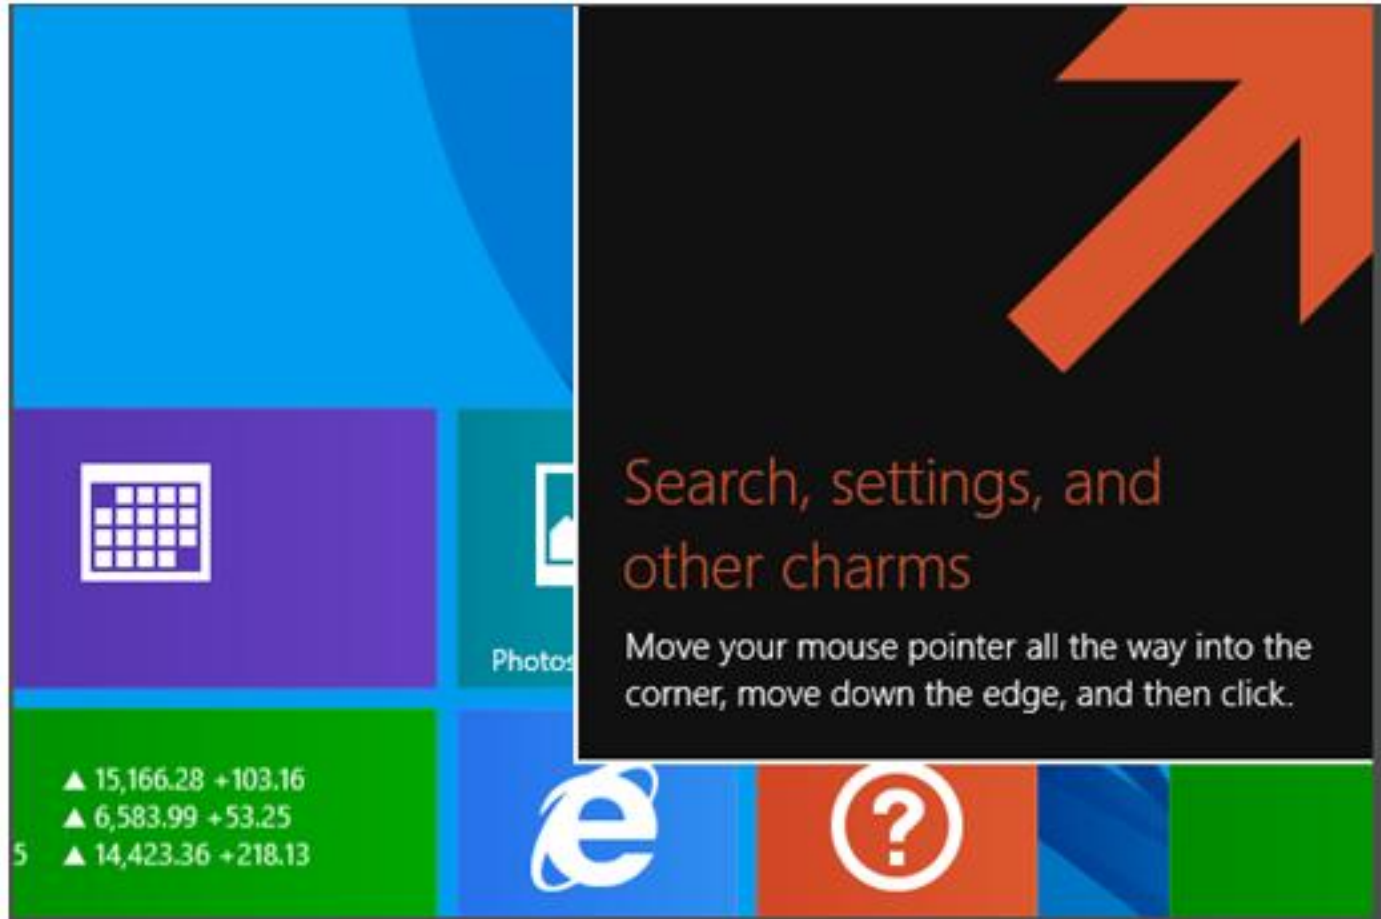 Search, settings, and
other charms
Move your mouse pointer all the way into the
corner, move down the edge, and then click.
Photos
▲ 15,166.28 +103.16
▲ 6,583.99 +53.25
5 ▲ 14,423.36 +218.13